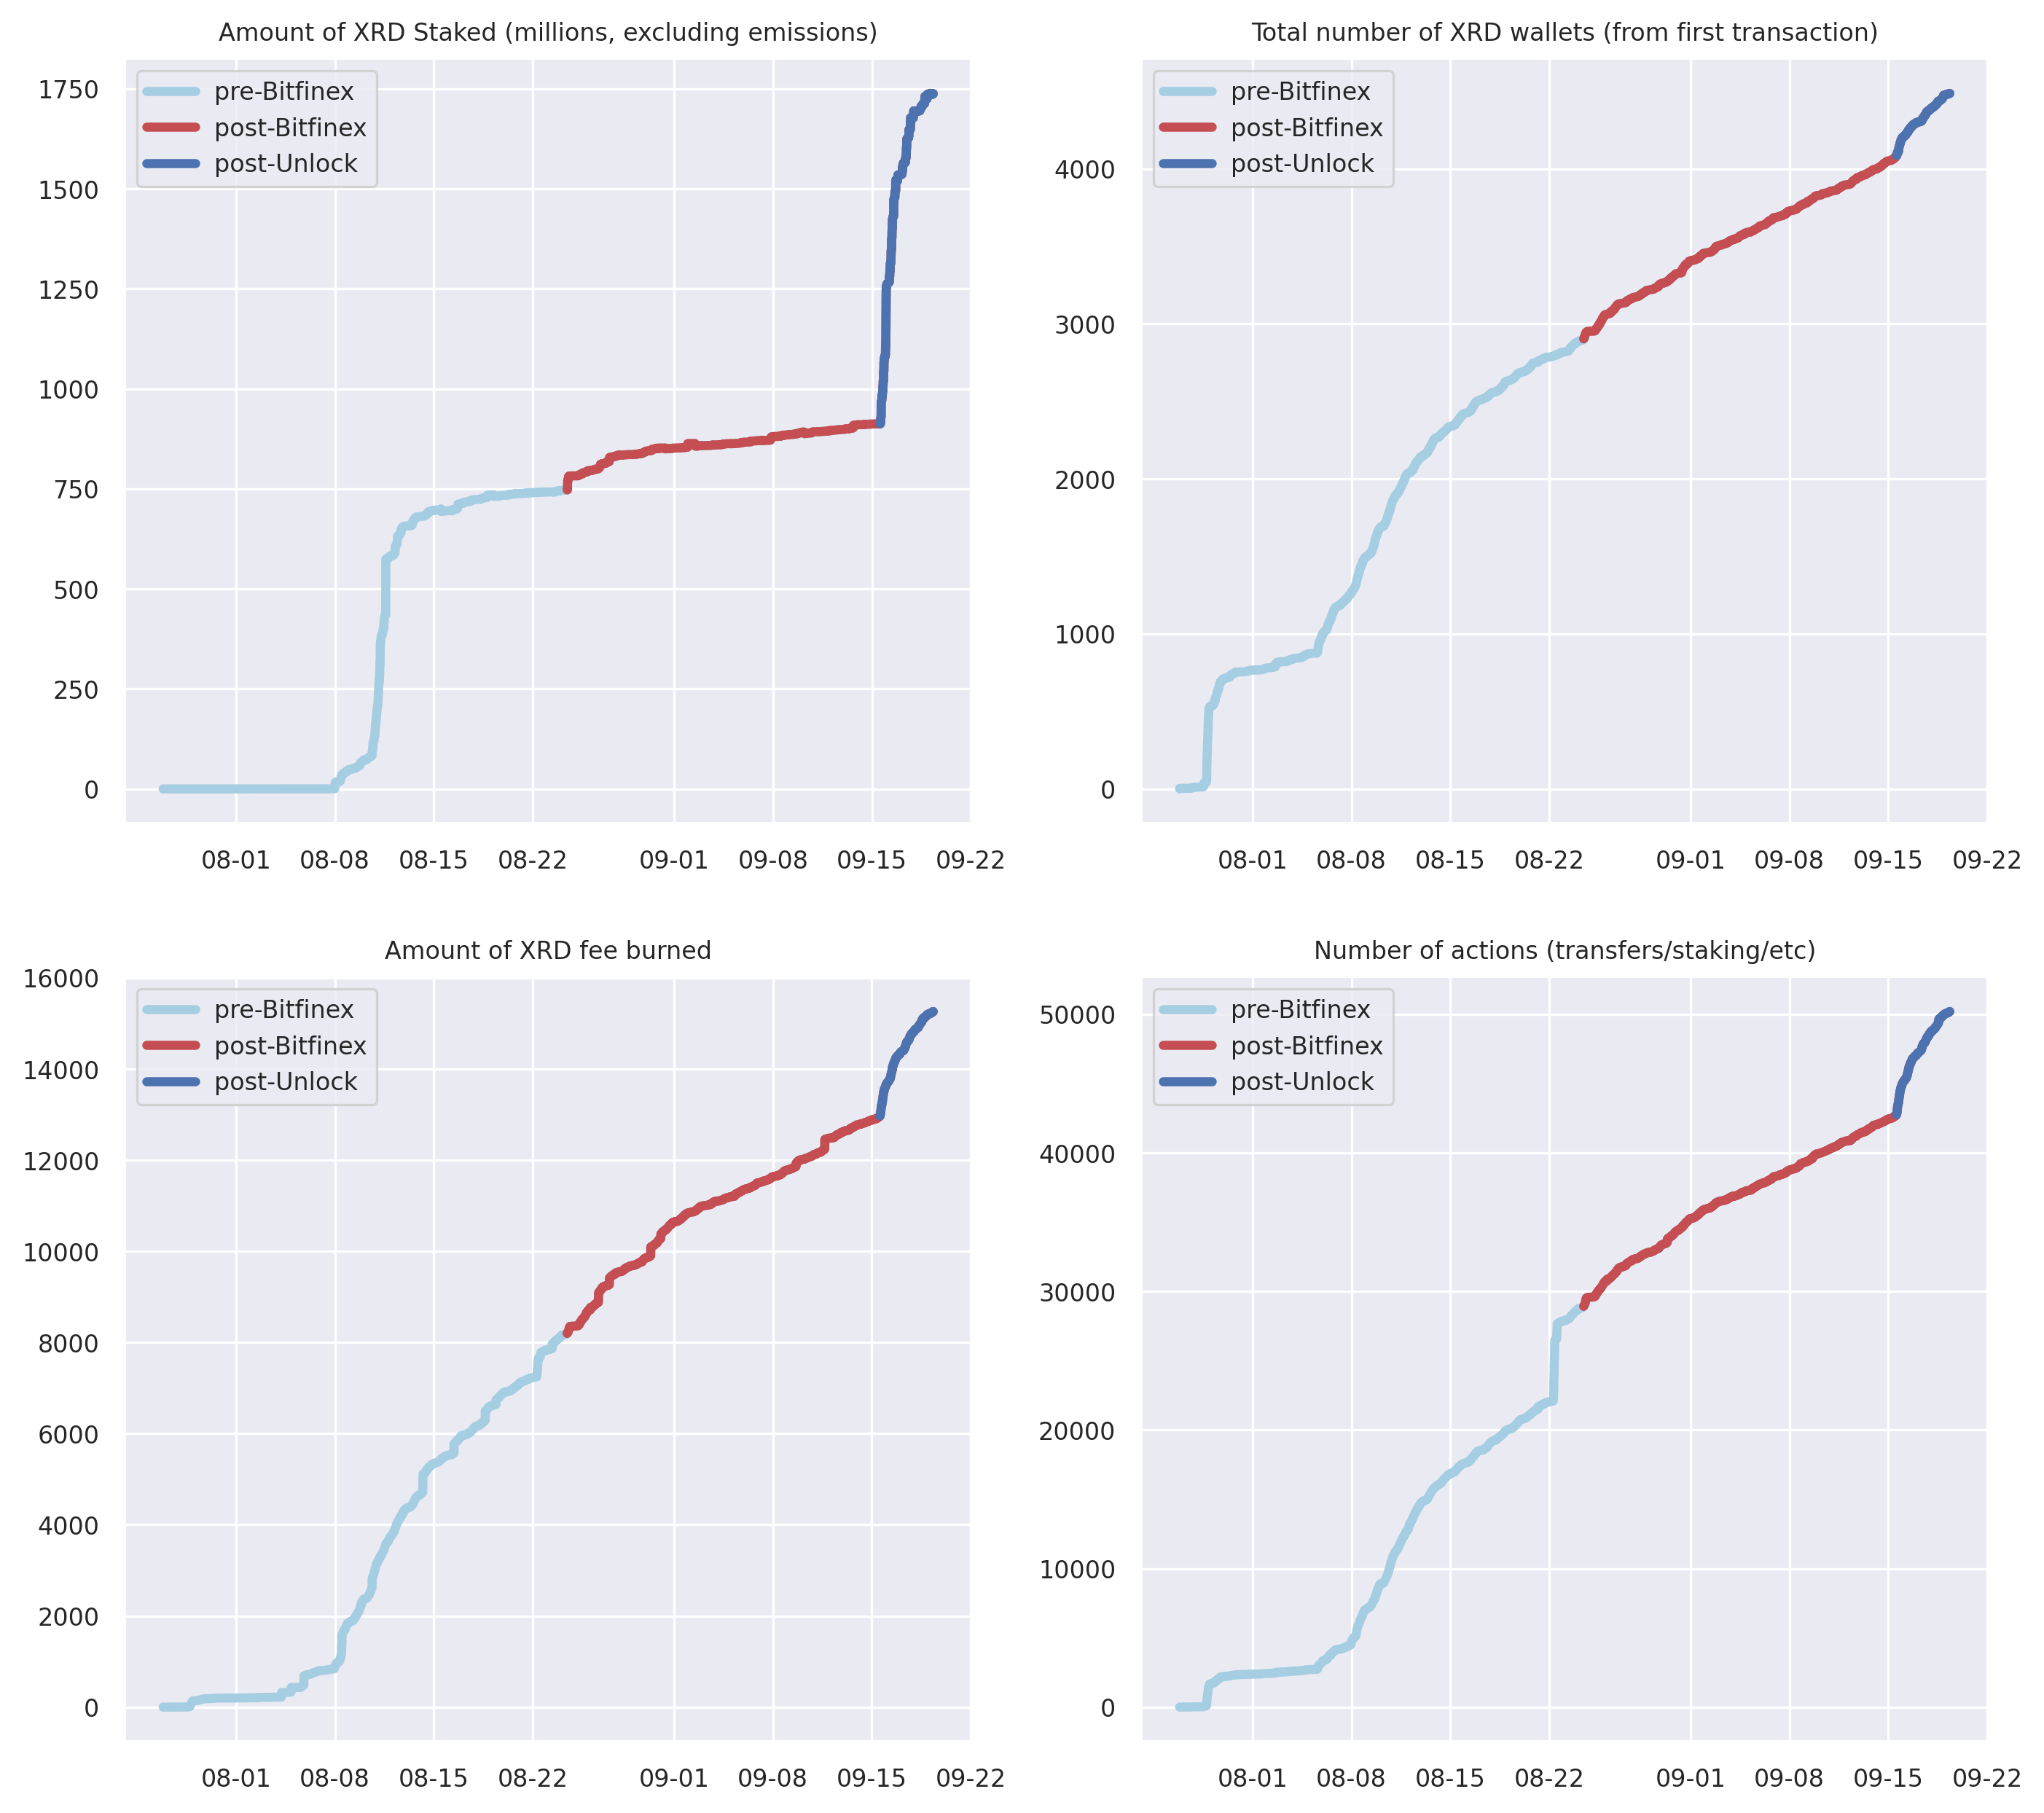 Amount of XRD Staked (millions, excluding emissions)
pre-Bitfinex
post-Bitfinex
post-Unlock
1750
1500
1250
1000
750
500
250
0
08-01 08-08 08-15 08-22 09-01 09-08 09-15 09-22
Total number of XRD wallets (from first transaction)
pre-Bitfinex
post-Bitfinex
post-Unlock
4000
3000
2000
1000
0
08-01 08-08 08-15 08-22 09-01 09-08 09-15 09-22
Amount of XRD fee burned
pre-Bitfinex
post-Bitfinex
post-Unlock
16000
14000
12000
10000
8000
6000
4000
2000
0
08-01 08-08 08-15 08-22 09-01 09-08 09-15 09-22
Number of actions (transfers/staking/etc)
pre-Bitfinex
post-Bitfinex
post-Unlock
50000
40000
30000
20000
10000
0
08-01 08-08 08-15 08-22 09-01 09-08 09-15 09-22